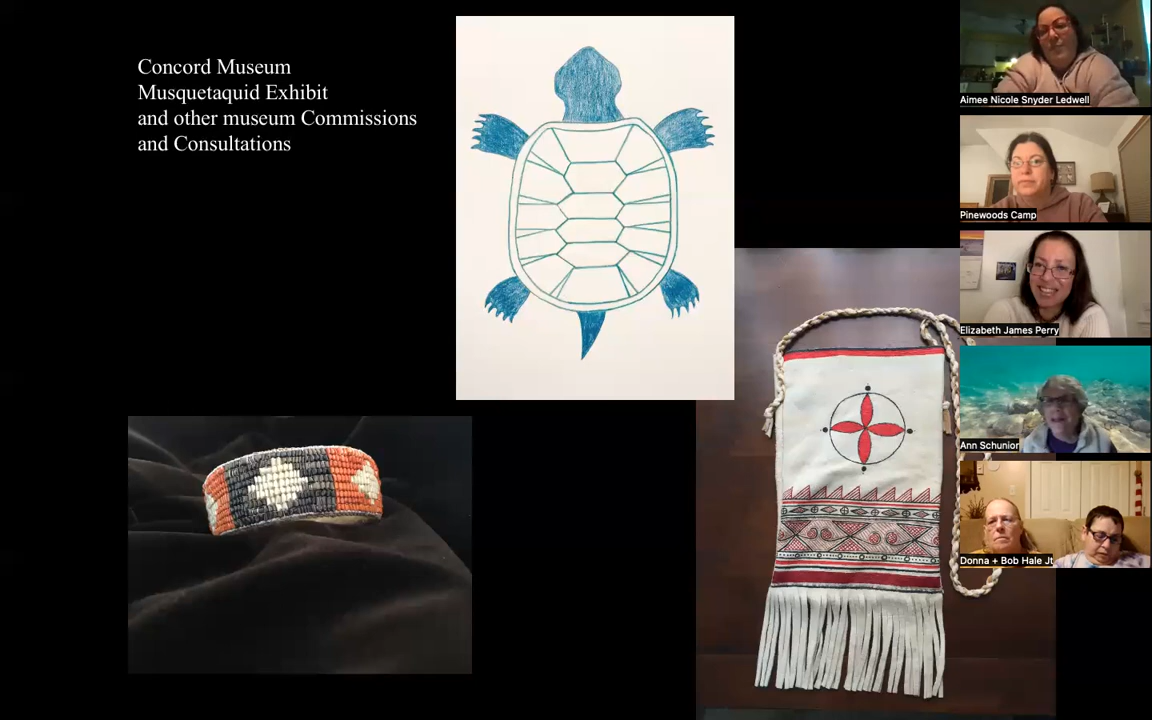 Concord Museum
Musquetaquid Exhibit
and other museum Commissions
and Consultations
Aimee Nicole Snyder Ledwell
Pinewoods Camp
Elizabeth James Perry
Ann Schunior
Donna + Bob Hale Jt